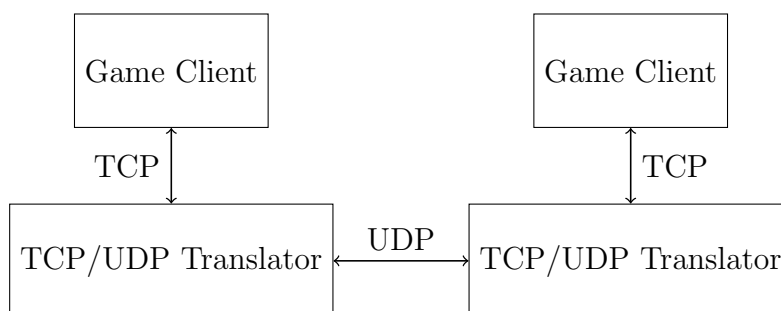 Game Client
Game Client
TCP
TCP
UDP
TCP/UDP Translator
TCP/UDP Translator